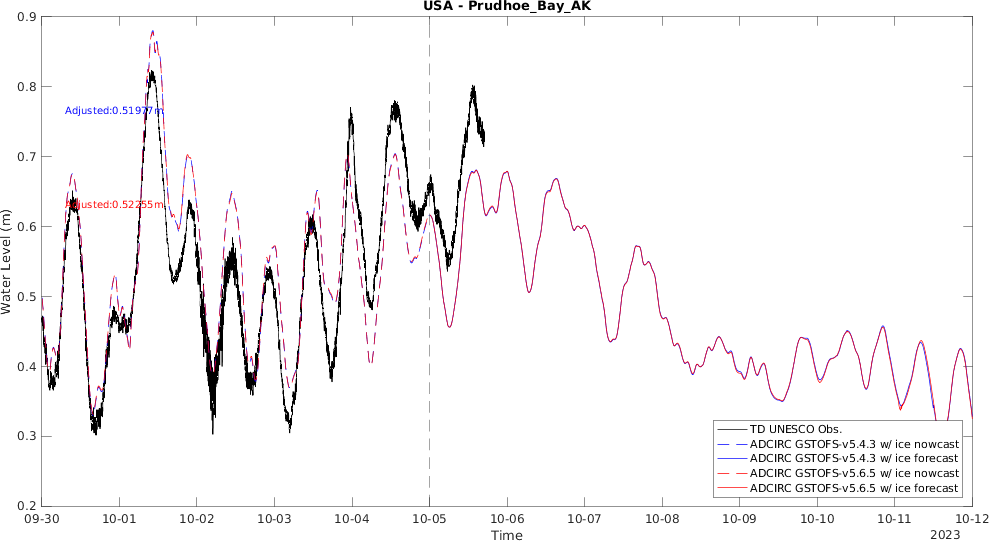 USA - Prudhoe_Bay_AK
0.9
0.8
Adjusted:0.51977m
0.7
Adjusted:0.52255m
0.6
Water Level (m)
0.5
0.4
0.3
0.2
TD UNESCO Obs.
ADCIRC GSTOFS-v5.4.3 w/ ice nowcast
ADCIRC GSTOFS-v5.4.3 w/ ice forecast
ADCIRC GSTOFS-v5.6.5 w/ ice nowcast
ADCIRC GSTOFS-v5.6.5 w/ ice forecast
09-30 10-01 10-02 10-03 10-04 10-05 10-06 10-07 10-08 10-09 10-10 10-11 10-12
Time
2023